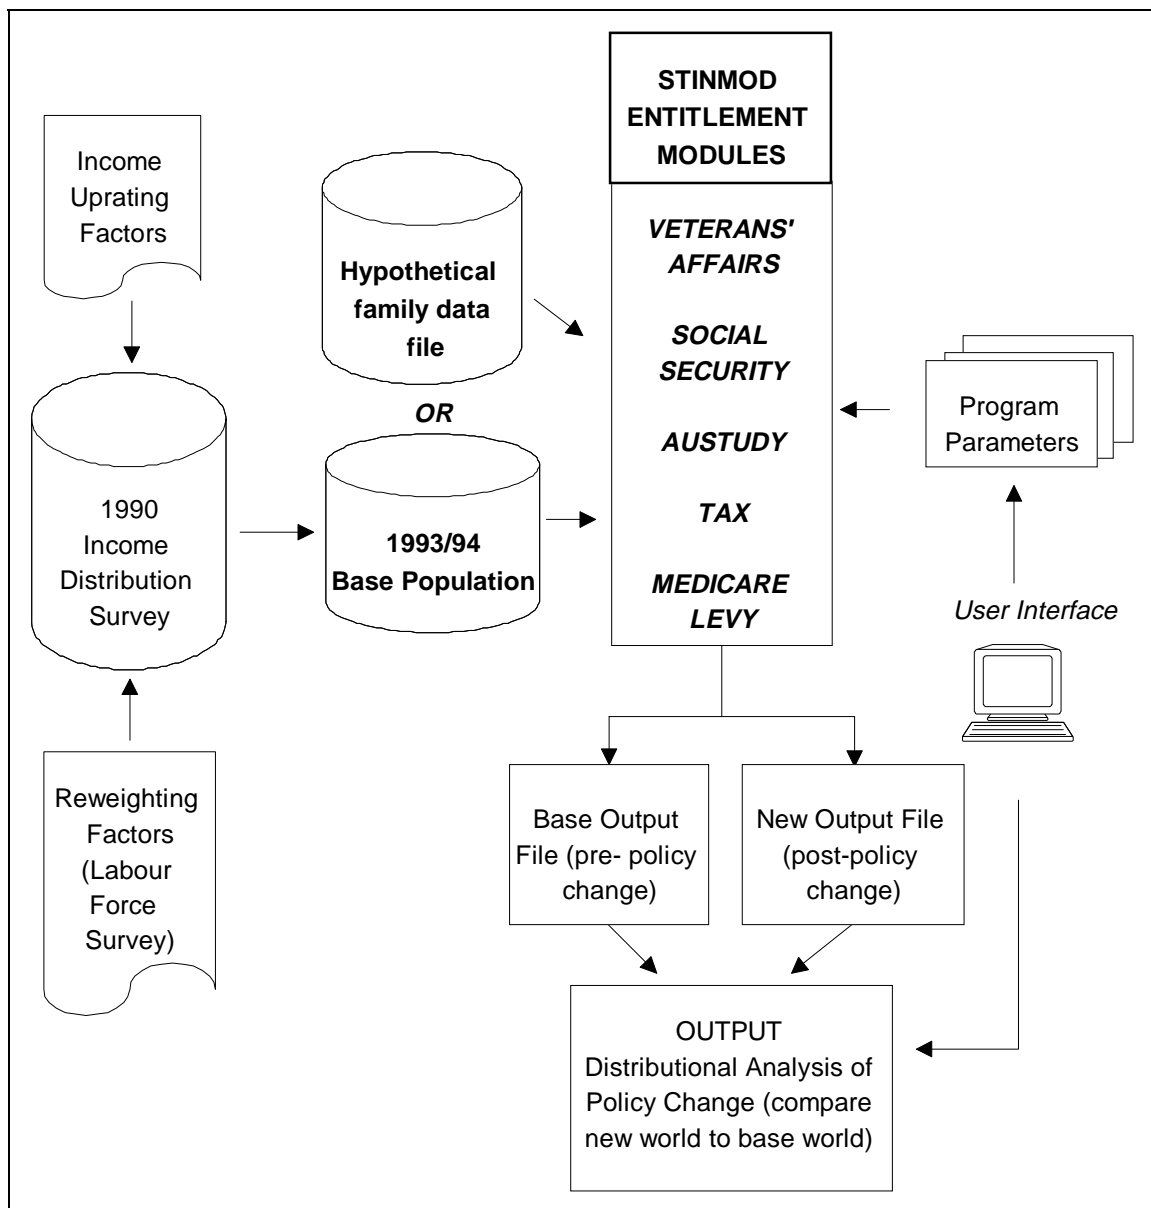 STINMOD
ENTITLEMENT
MODULES
Income
Uprating
Factors
Hypothetical
family data
file
OR
1990
Income
Distribution
Survey
1993/94
Base Population
Reweighting
Factors
(Labour
Force
Survey)
VETERANS'
AFFAIRS
SOCIAL
SECURITY
AUSTUDY
TAX
MEDICARE
LEVY
Program
Parameters
User Interface
Base Output
File (pre- policy
change)
New Output File
(post-policy
change)
OUTPUT
Distributional Analysis of
Policy Change (compare
new world to base world)